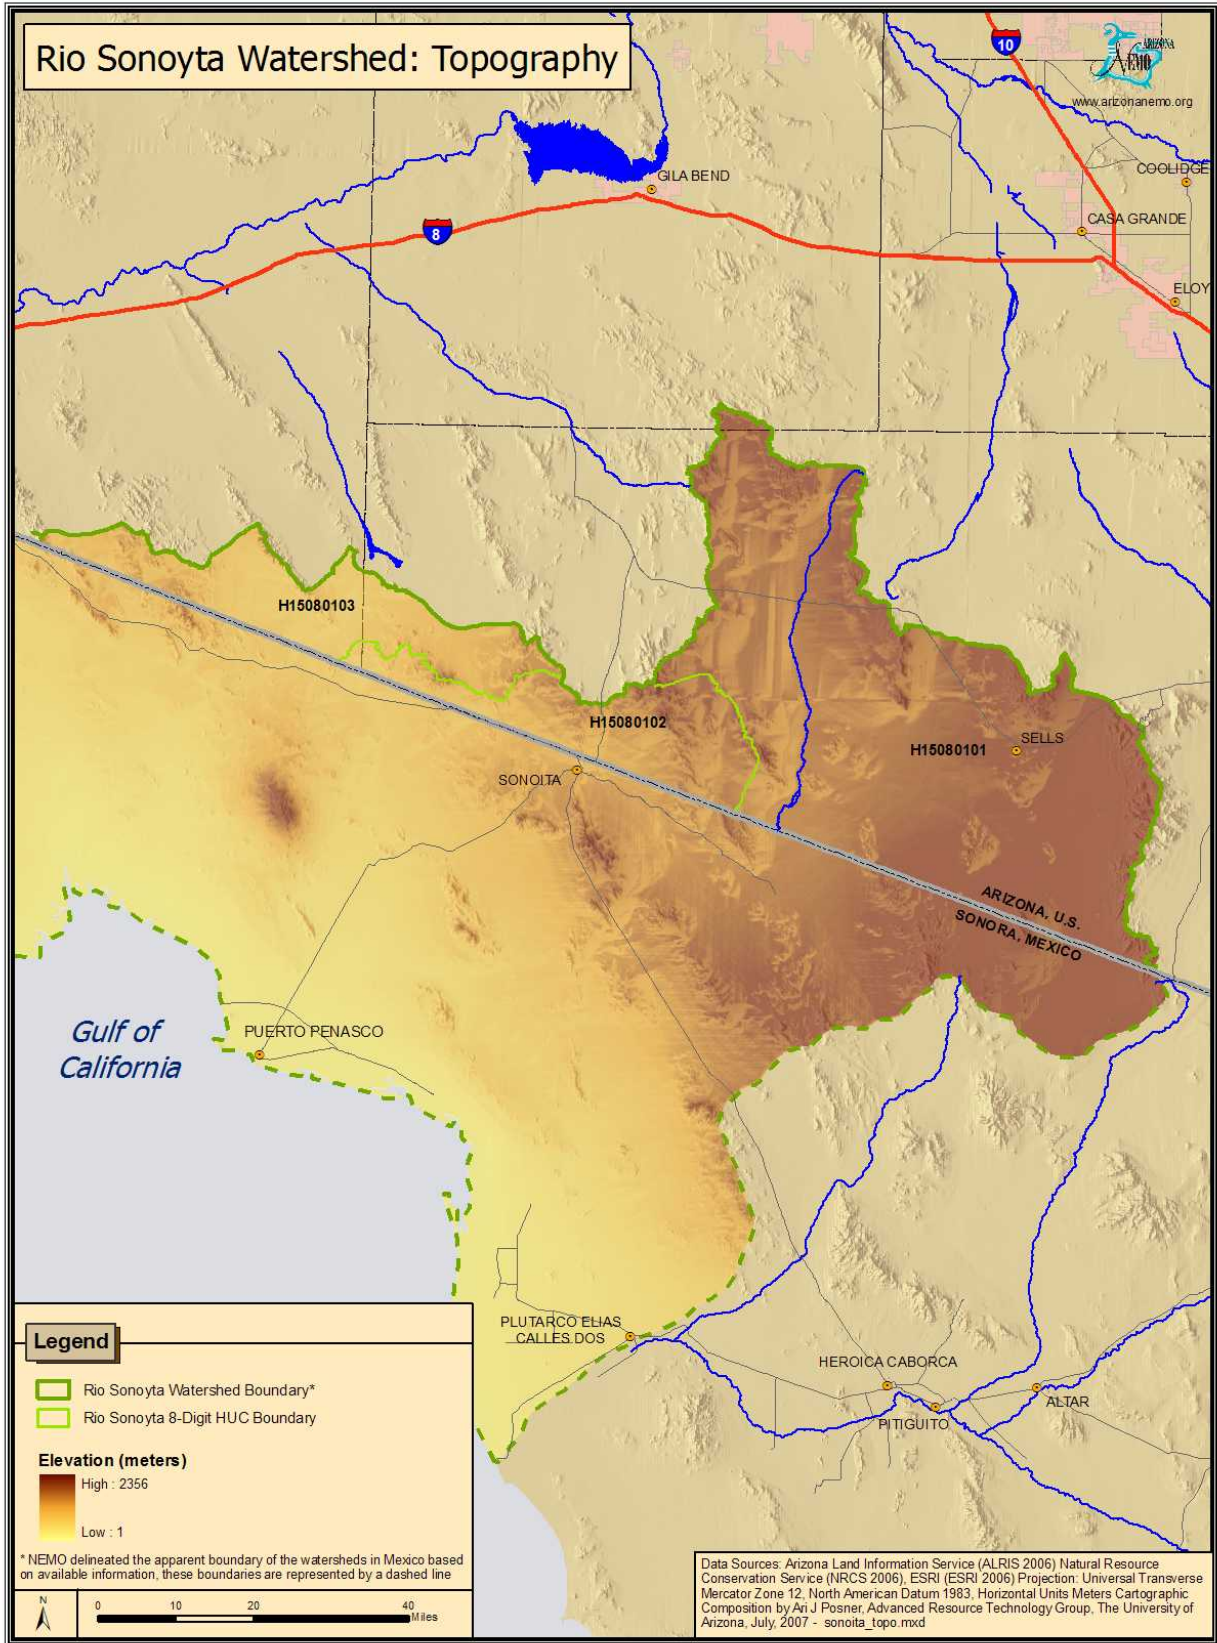 Rio Sonoyta Watershed: Topography
10
ARIZONA
NEMO
www.arizonanemo.org
COOLIDGE
GILA BEND
CASA GRANDE
8
ELOY
H15080103
H15080102
SELLS
H15080101
SONOITA
ARIZONA, U.S.
SONORA, MEXICO
Gulf of
California
PUERTO PENASCO
PLUTARCO ELIAS
CALLES DOS
HEROICA CABORCA
ALTAR
PITIGUITO
Legend
Rio Sonoyta Watershed Boundary*
Rio Sonoyta 8-Digit HUC Boundary
Elevation (meters)
High : 2356
Low : 1
* NEMO delineated the apparent boundary of the watersheds in Mexico based
on available information, these boundaries are represented by a dashed line
N
0 10 20 40
Miles
Data Sources: Arizona Land Information Service (ALRIS 2006) Natural Resource
Conservation Service (NRCS 2006), ESRI (ESRI 2006) Projection: Universal Transverse
Mercator Zone 12, North American Datum 1983, Horizontal Units Meters Cartographic
Composition by Ari J Posner, Advanced Resource Technology Group, The University of
Arizona, July, 2007 - sonoita_topo.mxd